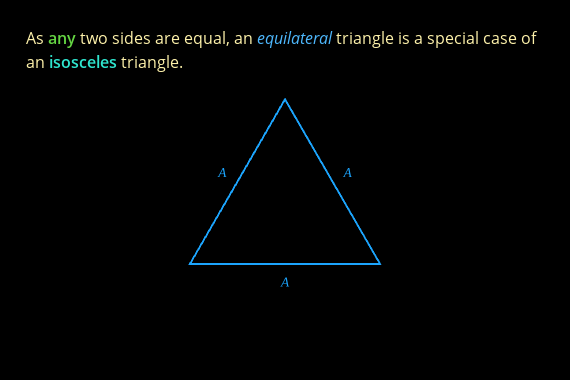 As any two sides are equal, an equilateral triangle is a special case of
an isosceles triangle.
A A
A